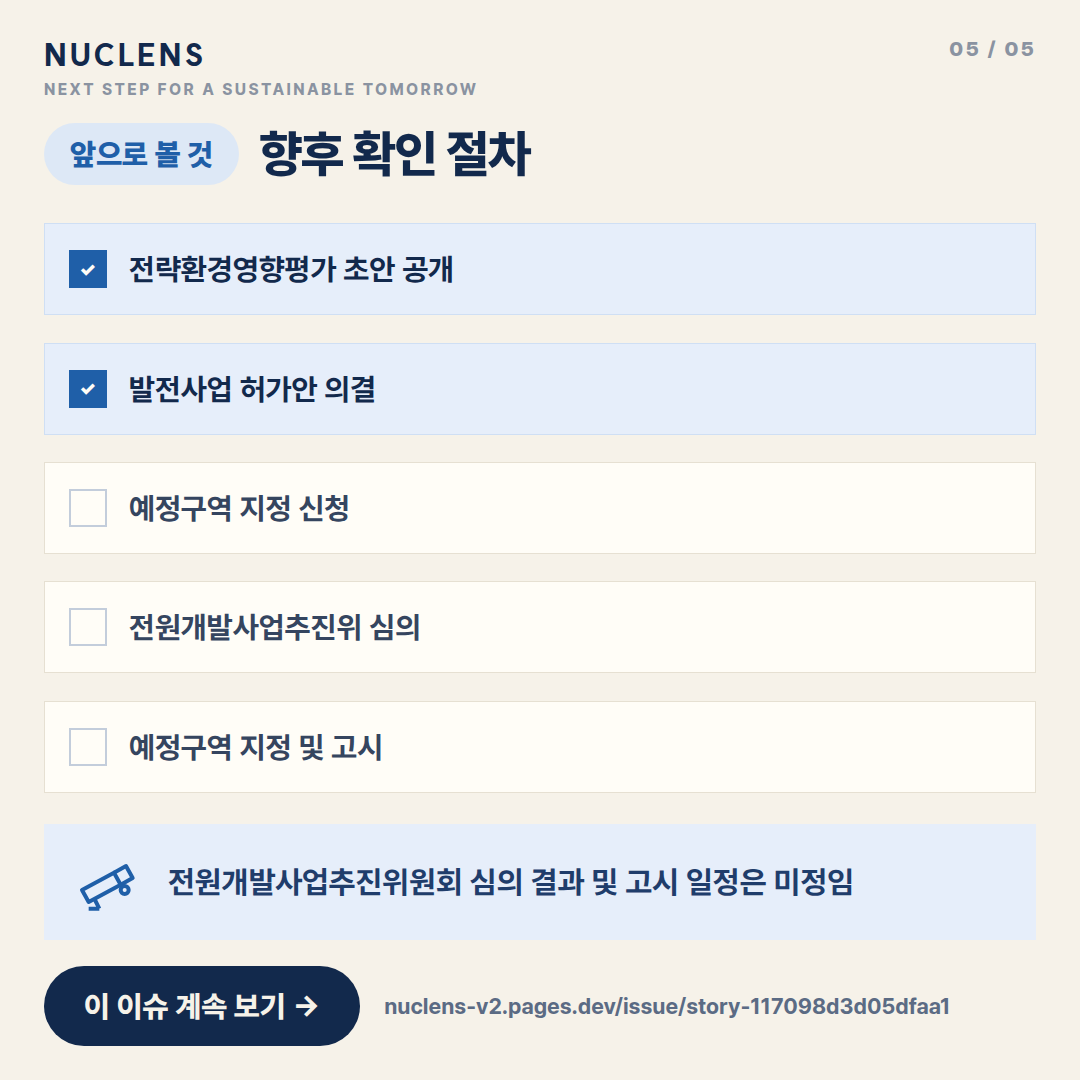 NUCLENS
05 / 05
NEXT STEP FOR A SUSTAINABLE TOMORROW
앞으로 볼 것
향후 확인 절차
전략환경영향평가 초안 공개
발전사업 허가안 의결
예정구역 지정 신청
전원개발사업추진위 심의
예정구역 지정 및 고시
전원개발사업추진위원회 심의 결과 및 고시 일정은 미정임
이 이슈 계속 보기 →
nuclens-v2.pages.dev/issue/story-117098d3d05dfaa1